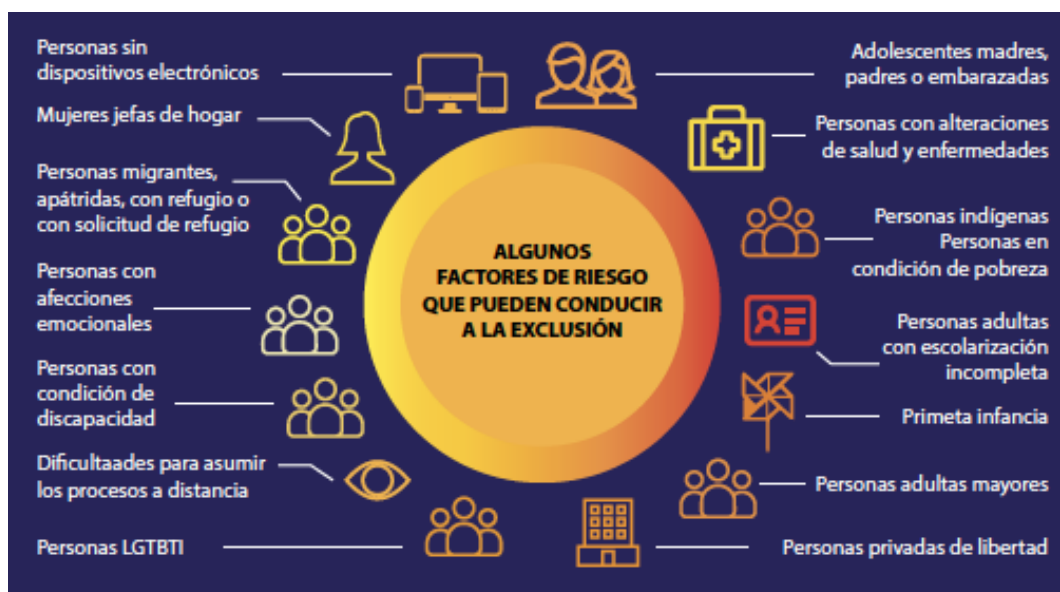 Personas sin
dispositivos electrónicos
Mujeres jefas de hogar
Personas migrantes,
apátridas, con refugio o
con solicitud de refugio
Personas con
afecciones
emocionales
Personas con
condición de
discapacidad
Dificultaades para asumir
los procesos a distancia
Personas LGTBTI
ALGUNOS
FACTORES DE RIESGO
QUE PUEDEN CONDUCIR
A LA EXCLUSIÓN
Adolescentes madres,
padres o embarazadas
Personas con alteraciones
de salud y enfermedades
Personas indígenas
Personas en
condición de pobreza
Personas adultas
con escolarización
incompleta
Primeta infancia
Personas adultas mayores
Personas privadas de libertad